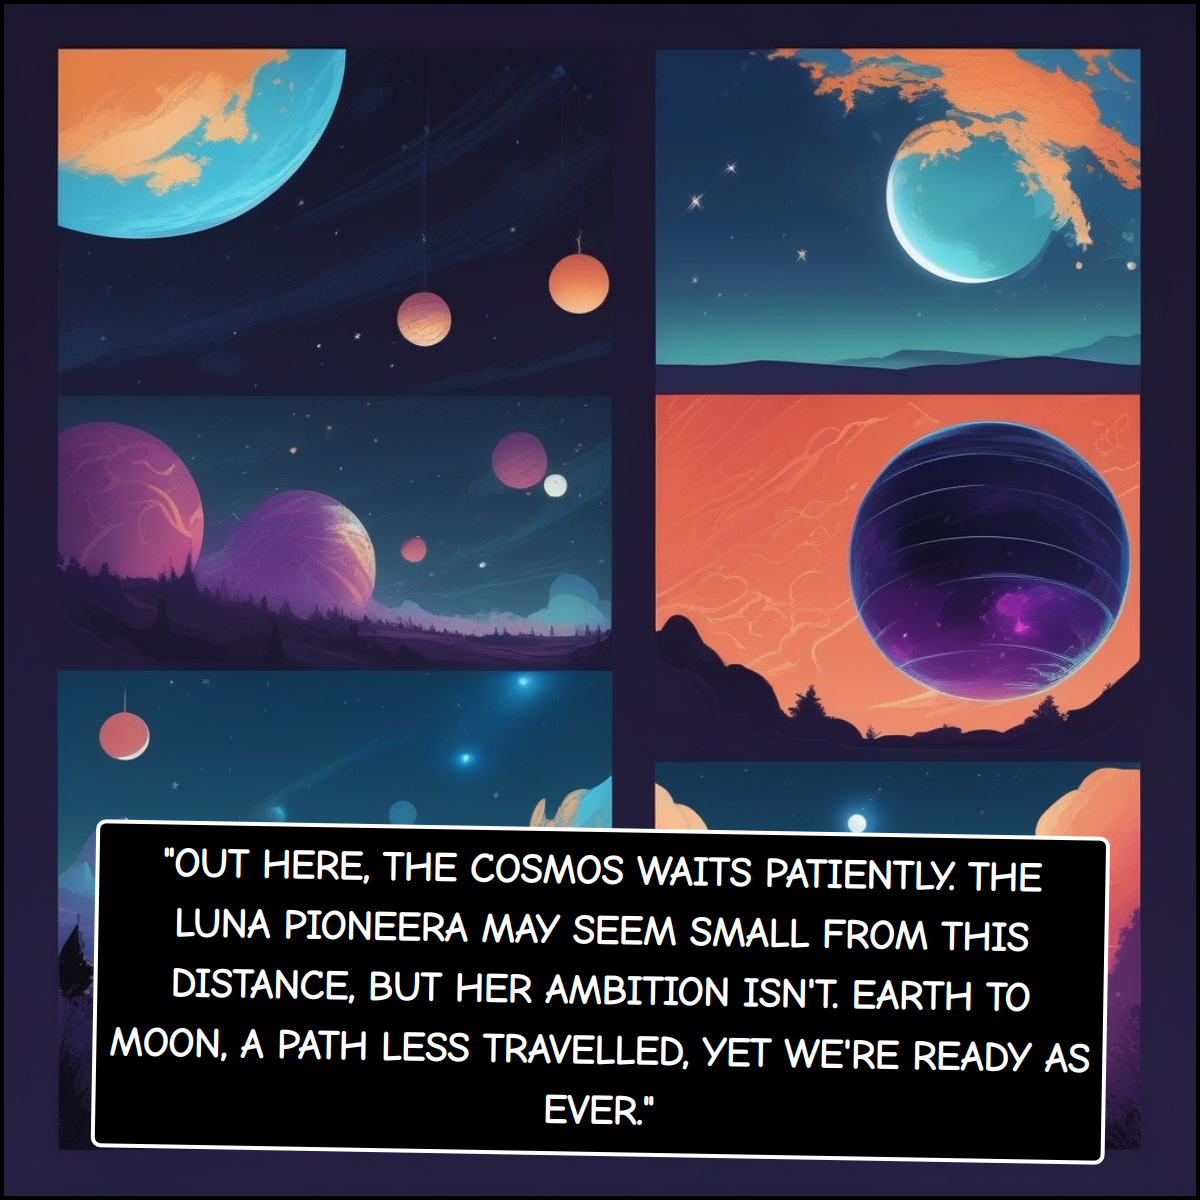 "OUT HERE, THE COSMOS WAITS PATIENTLY. THE
LUNA PIONEERA MAY SEEM SMALL FROM THIS
DISTANCE, BUT HER AMBITION ISN'T. EARTH TO
MOON, A PATH LESS TRAVELLED, YET WE'RE READY AS
EVER."